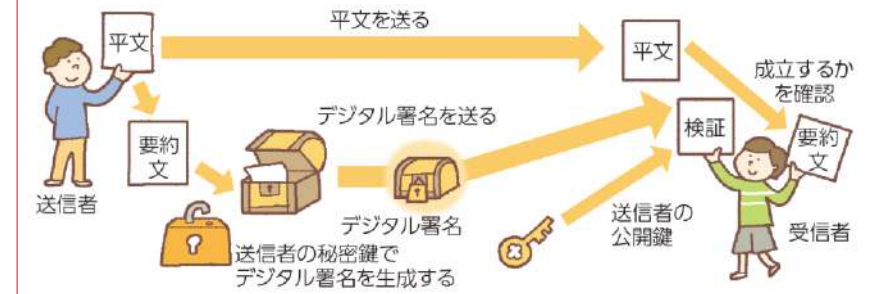 平文を送る
平文
平文
成立するか
を確認
デジタル署名を送る
要約
文
検証
要約
文
送信者
デジタル署名
送信者の
公開鍵
受信者
送信者の秘密鍵で
デジタル署名を生成する